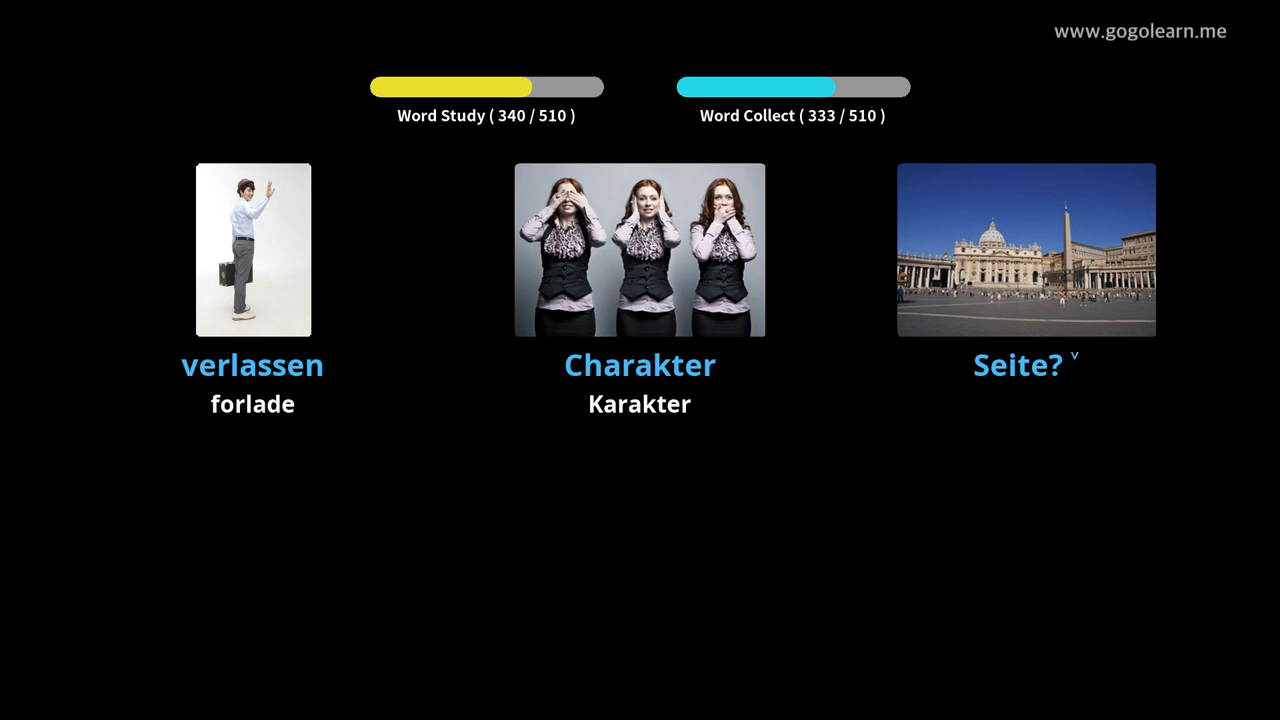 www.gogolearn.me
Word Study ( 340 / 510 )
Word Collect ( 333 / 510 )
verlassen
forlade
Charakter
Karakter
Seite? ᵛ